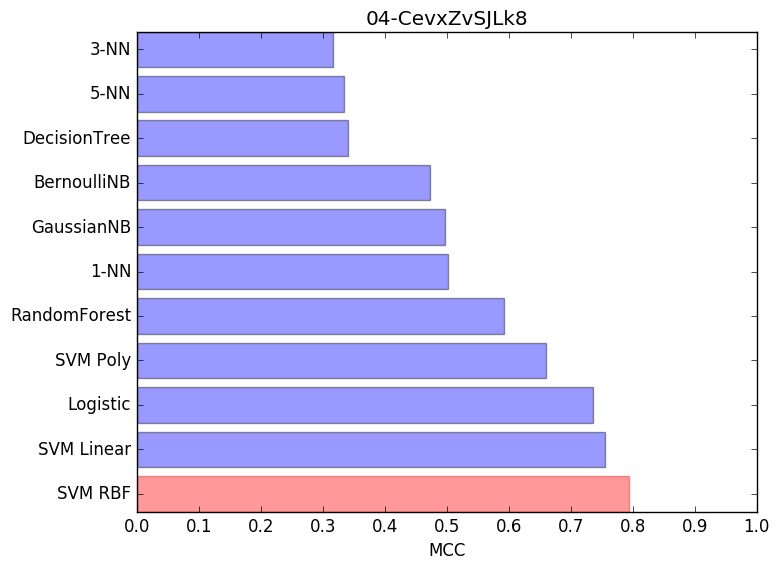 04-CevxZvSJLk8
3-NN
5-NN
DecisionTree
BernoulliNB
GaussianNB
1-NN
RandomForest
SVM Poly
Logistic
SVM Linear
SVM RBF
0.0 0.1 0.2 0.3 0.4 0.5 0.6 0.7 0.8 0.9 1.0
MCC